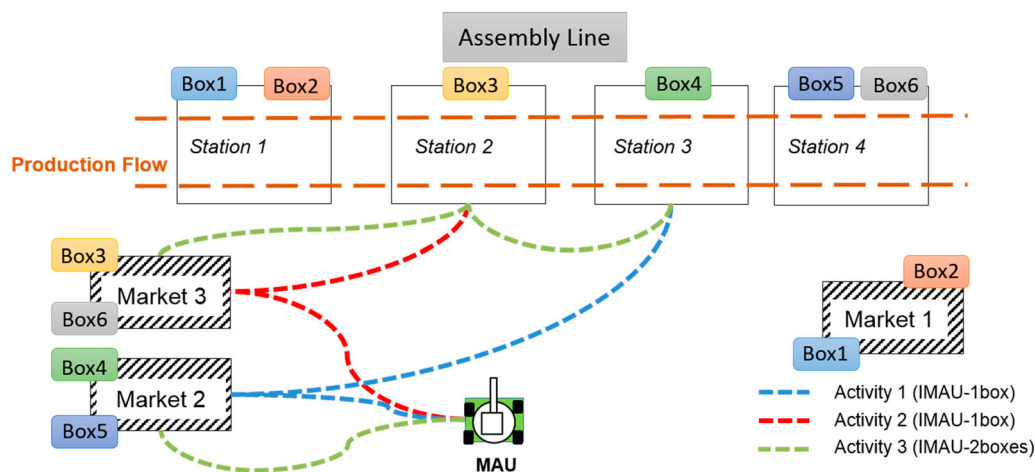 Assembly Line
Box1
Box2
Box3
Box4
Box5
Box6
Station 1
Station 2
Station 3
Station 4
Production Flow
Box3
Market 3
Box6
Box4
Market 2
Box5
MAU
Box2
Market 1
Box1
Activity 1 (IMAU-1box)
Activity 2 (IMAU-1box)
Activity 3 (IMAU-2boxes)